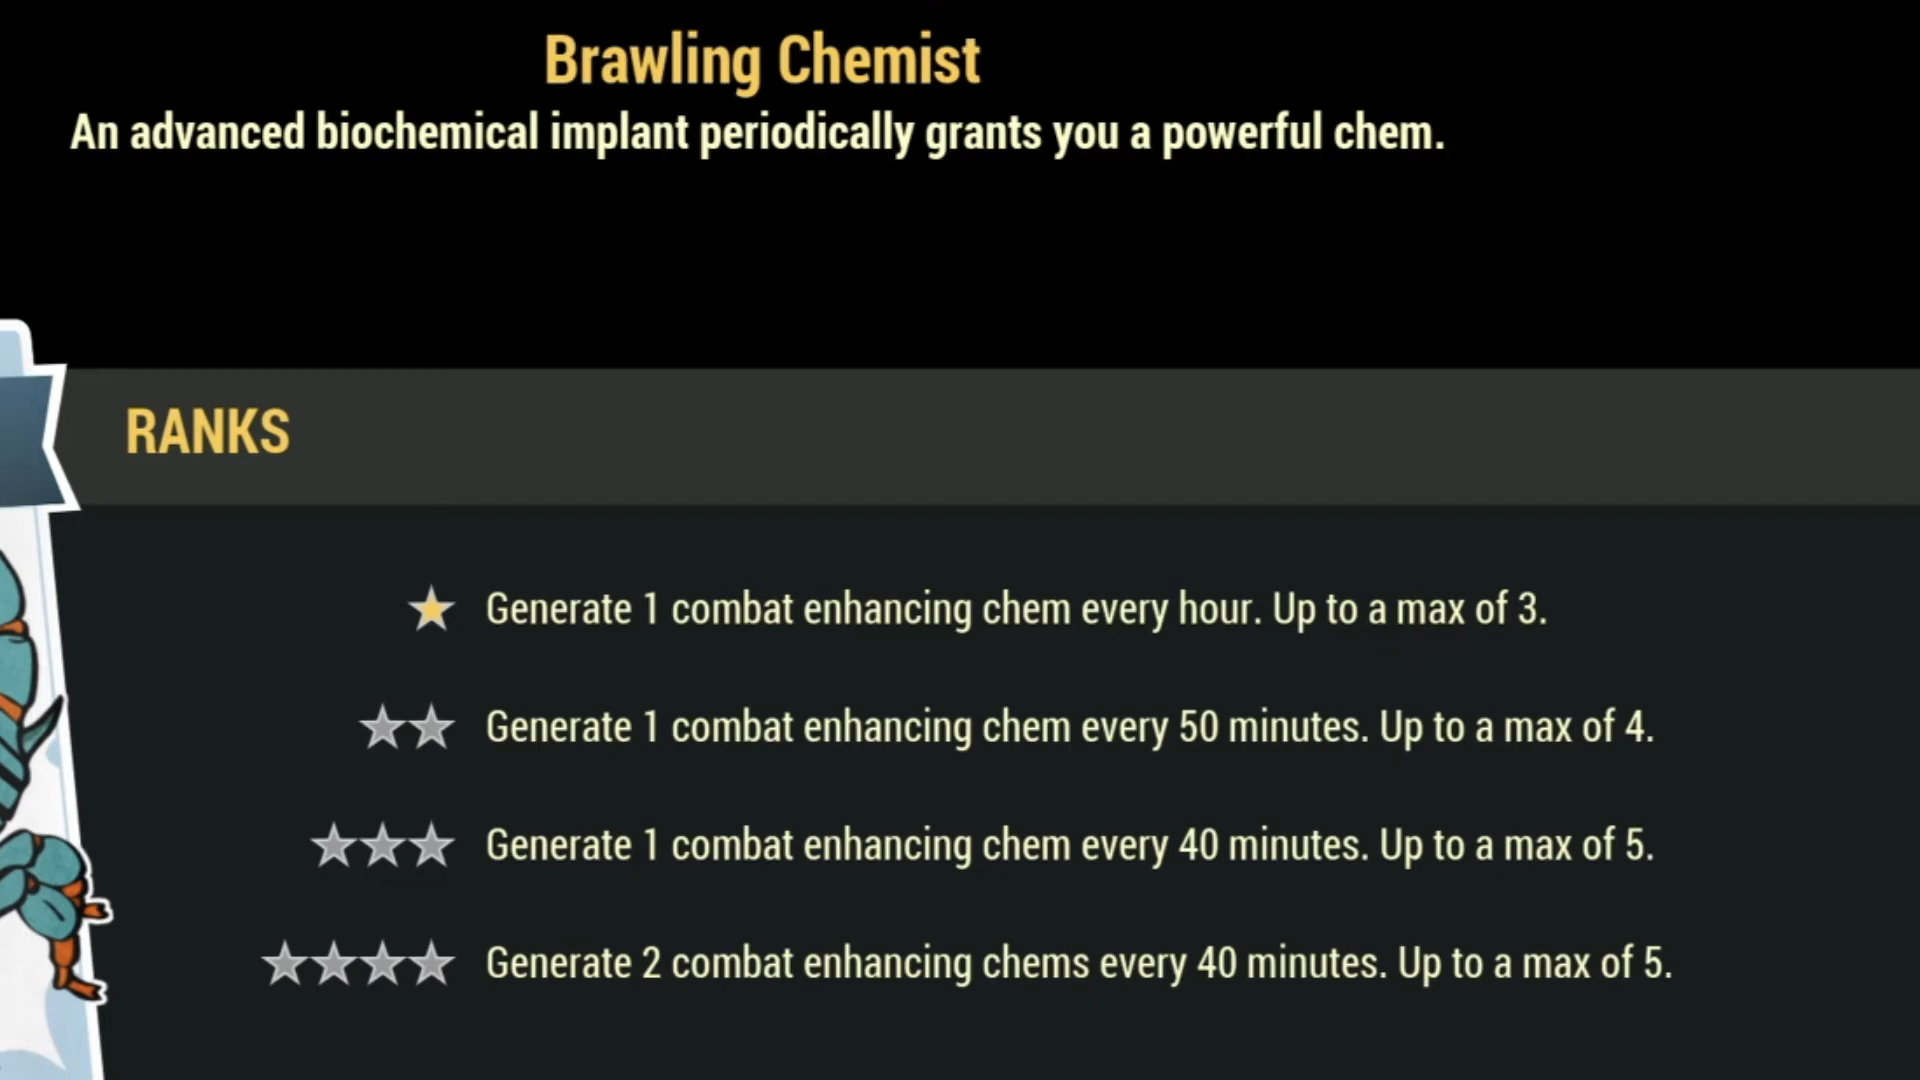 Brawling Chemist
An advanced biochemical implant periodically grants you a powerful chem.
RANKS
Generate 1 combat enhancing chem every hour. Up to a max of 3.
Generate 1 combat enhancing chem every 50 minutes. Up to a max of 4.
Generate 1 combat enhancing chem every 40 minutes. Up to a max of 5.
Generate 2 combat enhancing chems every 40 minutes. Up to a max of 5.